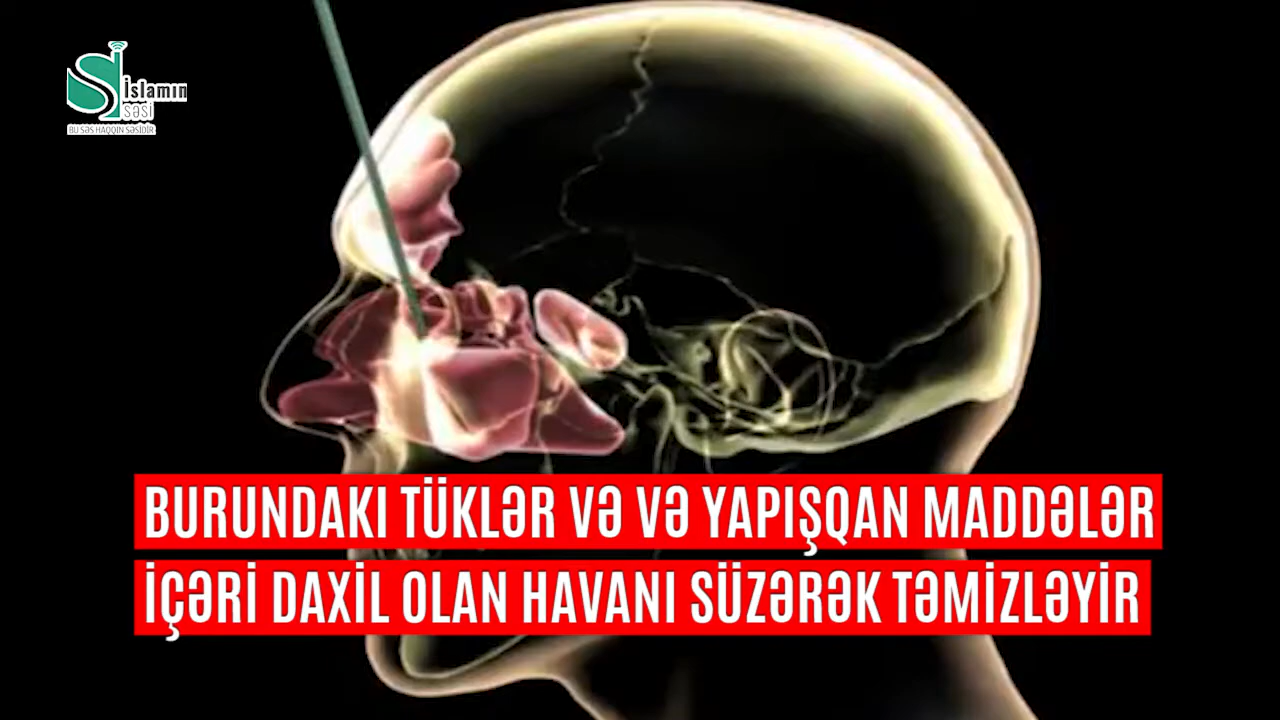 İslamın
səsi
BU SƏS HAQQIN SƏSİDİR
BURUNDAKI TÜKLƏR VƏ VƏ YAPIŞQAN MADDƏLƏR
İÇƏRİ DAXİL OLAN HAVANI SÜZƏRƏK TƏMİZLƏYİR